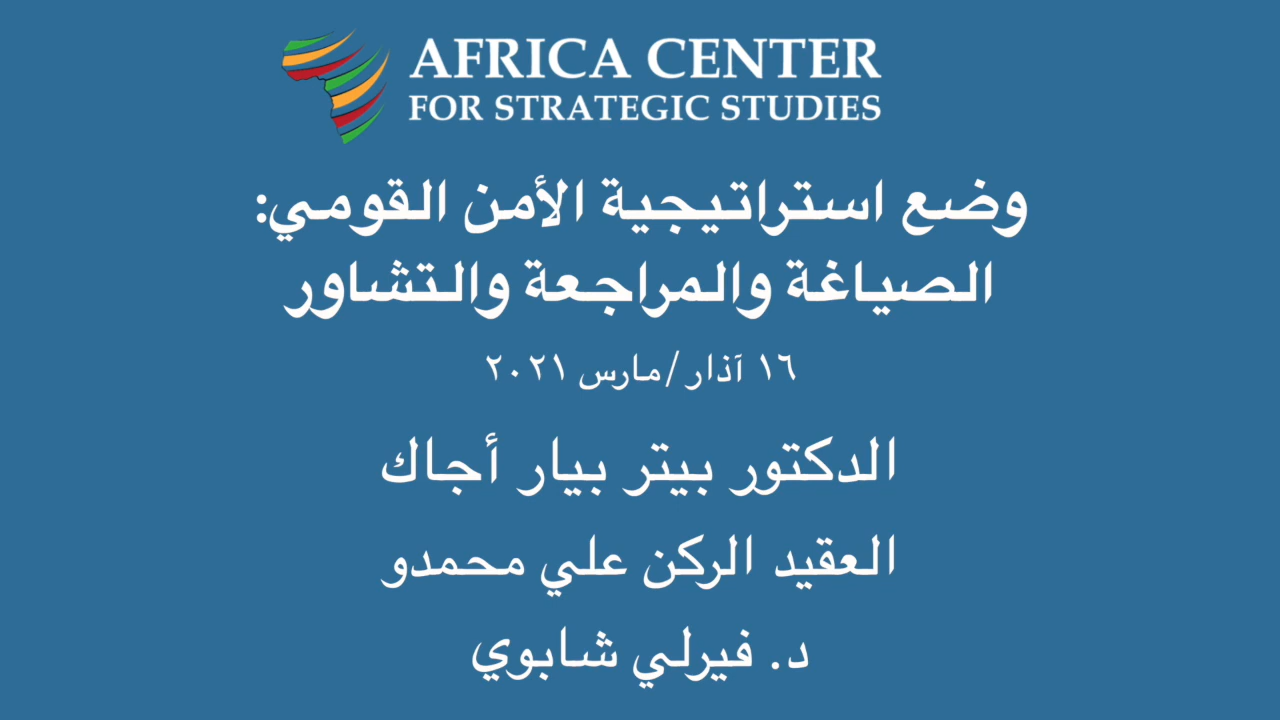 AFRICA CENTER
FOR STRATEGIC STUDIES
وضع استراتيجية الأمن القومي:
الصياغة والمراجعة والتشاور
١٦ آذار/مارس ٢٠٢١
الدكتور بيتر بيار أجاك
العقيد الركن علي محمدو
د. فيرلي شابوي